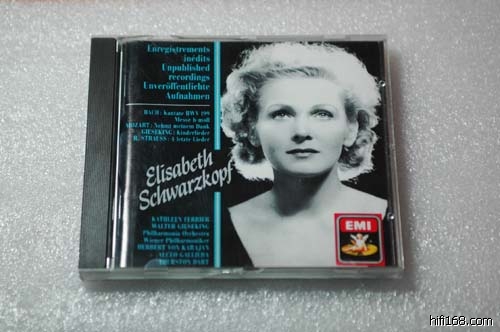 Enregistrements
inédits
Unpublished
recordings
Unveröffentlichte
Aufnahmen
BACH : Kantate BWV 199
Messe h moll
MOZART : Nehmt meinem Dank
GIESEKING : Kinderlieder
R. STRAUSS : 4 letzte Lieder
Elisabeth
Schwarzkopf
KATHLEEN FERRIER
WALTER GIESEKING
Philharmonia Orchestra
Wiener Philharmoniker
HERBERT VON KARAJAN
ALCEO GALLIERA
THURSTON DART
EMI
hifi168.com